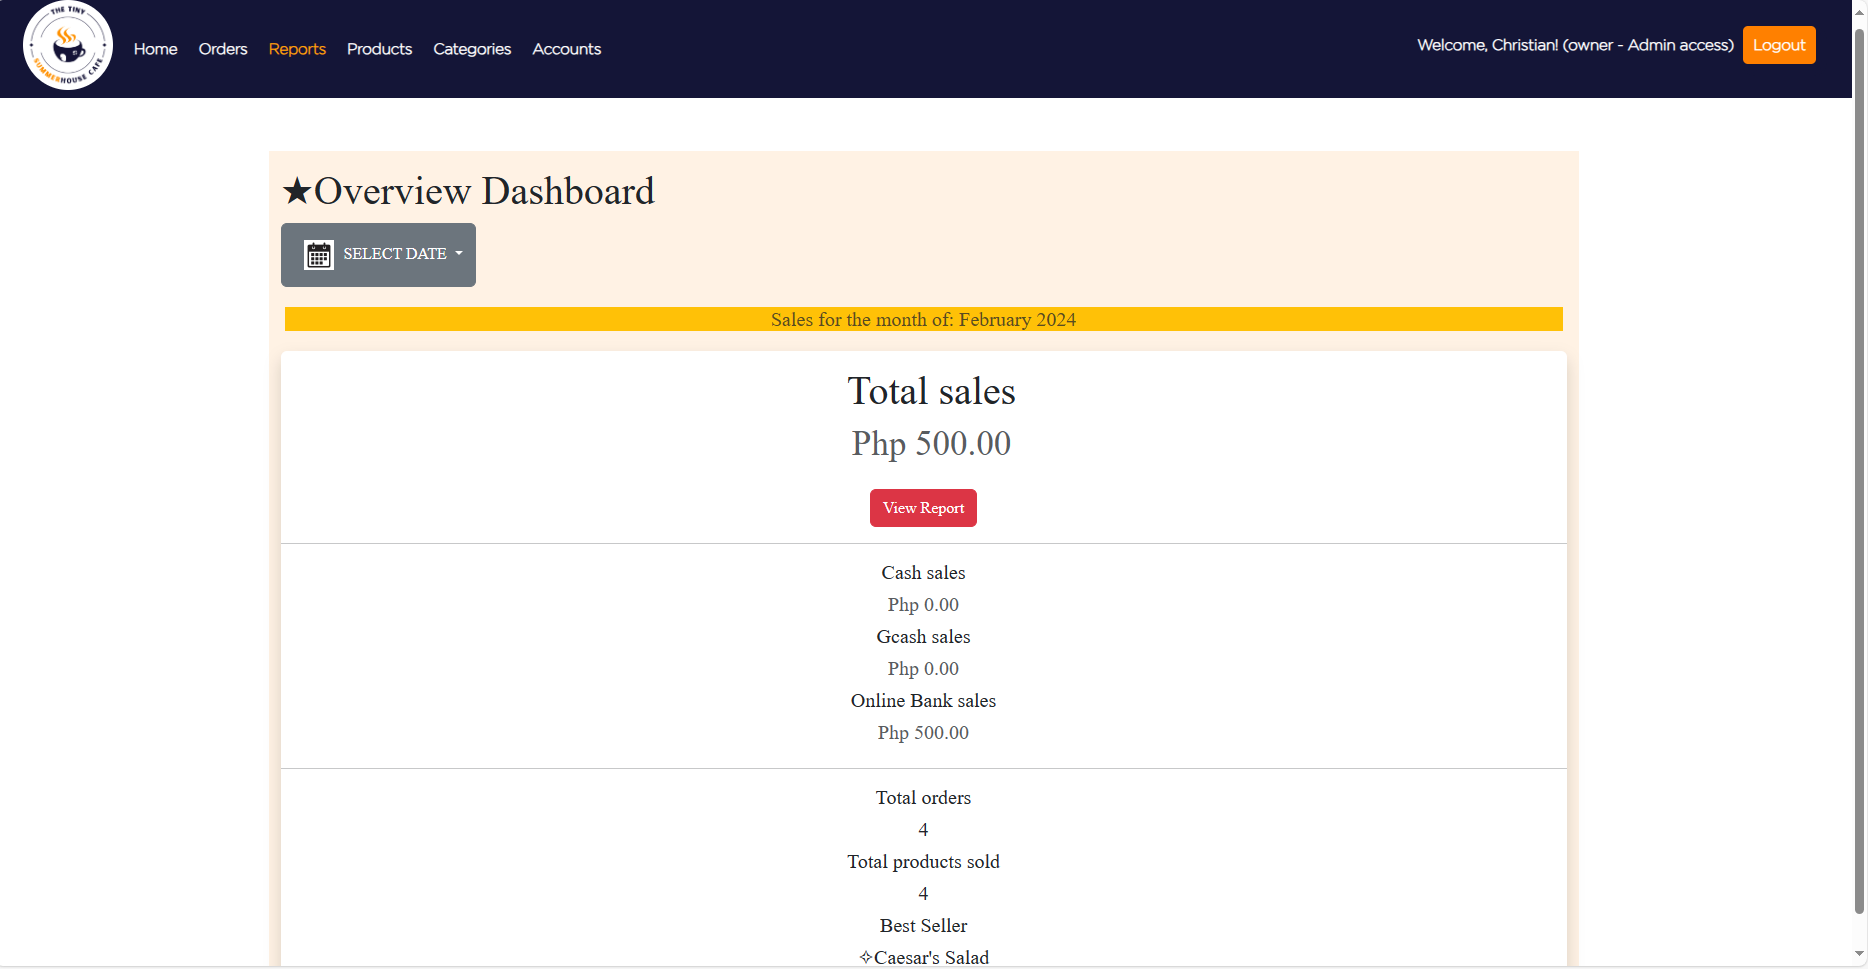 THE TINY
SUMMERHOUSE CAFE
Home Orders Reports Products Categories Accounts
Welcome, Christian! (owner - Admin access) Logout
★Overview Dashboard
SELECT DATE
Sales for the month of: February 2024
Total sales
Php 500.00
View Report
Cash sales
Php 0.00
Gcash sales
Php 0.00
Online Bank sales
Php 500.00
Total orders
4
Total products sold
4
Best Seller
✧Caesar's Salad